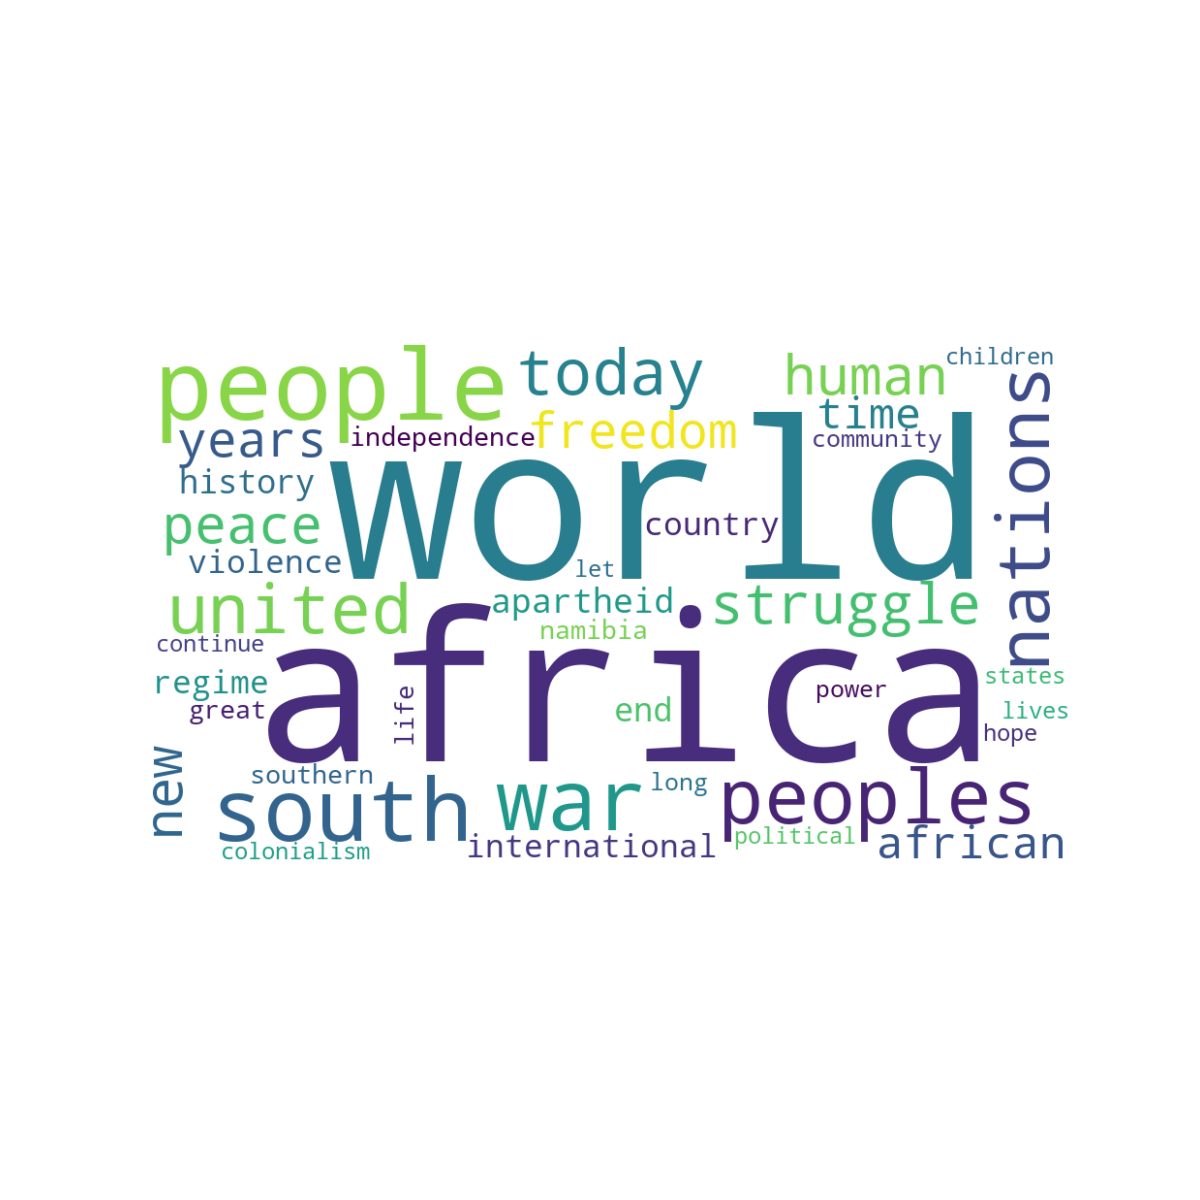 people
today
human
children
nations
years
independence
freedom
time
community
world
history
peace
country
violence
let
united
apartheid
struggle
namibia
africa
continue
regime
life
power
states
great
end
lives
hope
new
southern
south
war
long
peoples
political
african
international
colonialism